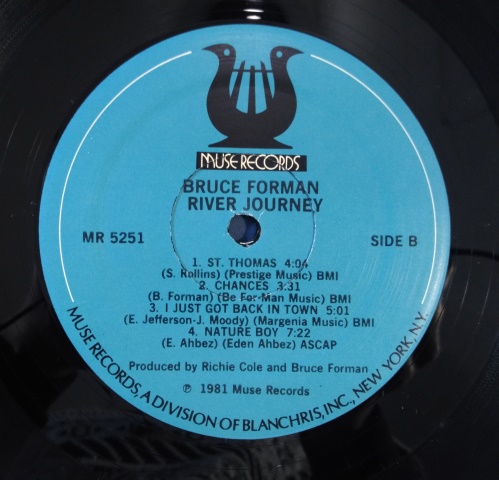 MUSE RECORDS
BRUCE FORMAN
RIVER JOURNEY
MR 5251
SIDE B
1. ST. THOMAS 4:04
(S. Rollins) (Prestige Music) BMI
2. CHANCES 3:31
(B. Forman) (Be For Man Music) BMI
3. I JUST GOT BACK IN TOWN 5:01
(E. Jefferson-J. Moody) (Margenia Music) BMI
4. NATURE BOY 7:22
(E. Ahbez) (Eden Ahbez) ASCAP
Produced by Richie Cole and Bruce Forman
℗ 1981 Muse Records
MUSE RECORDS, A DIVISION OF BLANCHRIS, INC., NEW YORK, N.Y.